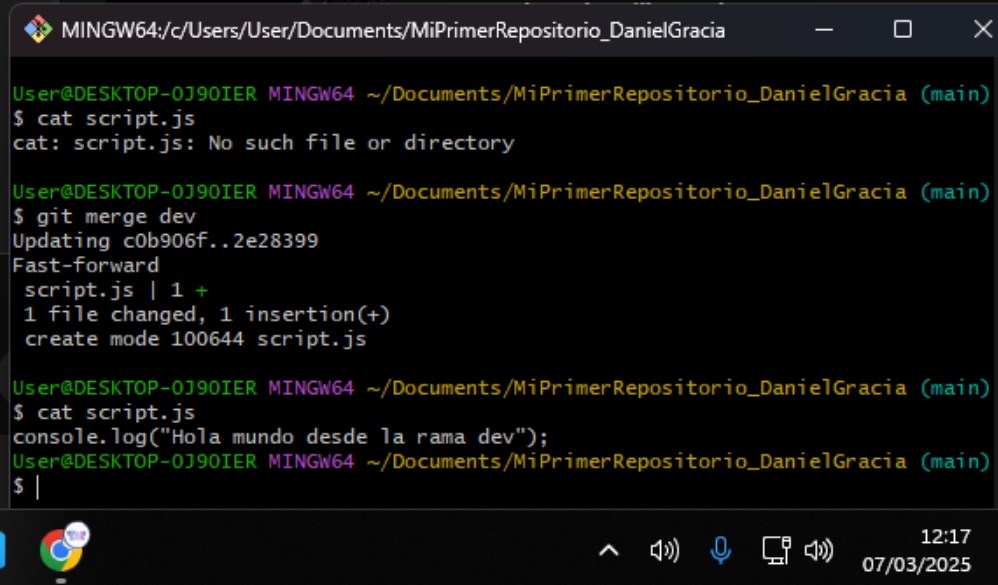 MINGW64:/c/Users/User/Documents/MiPrimerRepositorio_DanielGracia
User@DESKTOP-OJ9OIER MINGW64 ~/Documents/MiPrimerRepositorio_DanielGracia (main)
$ cat script.js
cat: script.js: No such file or directory
User@DESKTOP-OJ9OIER MINGW64 ~/Documents/MiPrimerRepositorio_DanielGracia (main)
$ git merge dev
Updating c0b906f..2e28399
Fast-forward
script.js | 1 +
1 file changed, 1 insertion(+)
create mode 100644 script.js
User@DESKTOP-OJ9OIER MINGW64 ~/Documents/MiPrimerRepositorio_DanielGracia (main)
$ cat script.js
console.log("Hola mundo desde la rama dev");
User@DESKTOP-OJ9OIER MINGW64 ~/Documents/MiPrimerRepositorio_DanielGracia (main)
$
12:17
07/03/2025